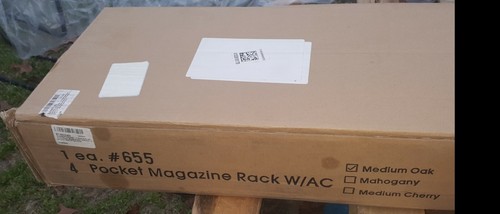 1 ea. #655
4 Pocket Magazine Rack W/AC
Medium Oak
Mahogany
Medium Cherry